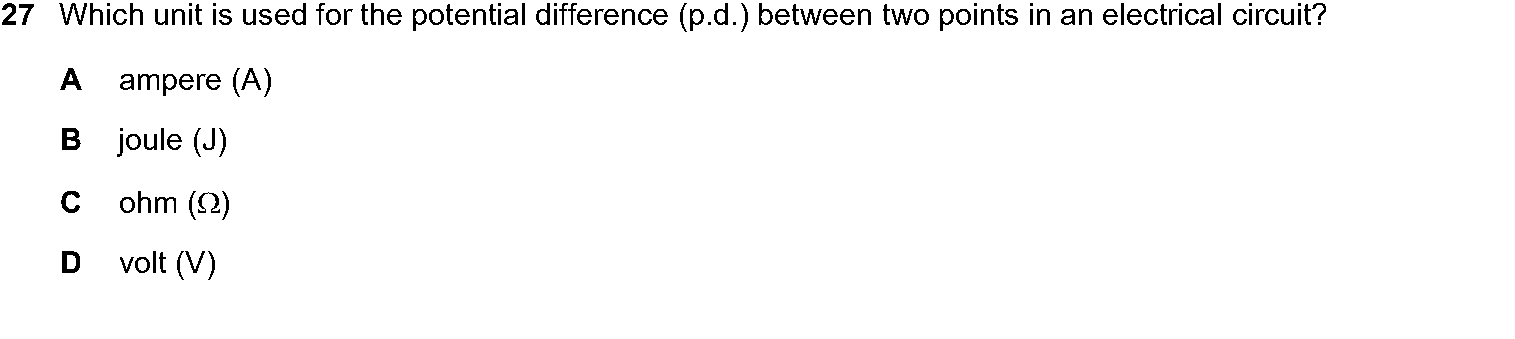 27 Which unit is used for the potential difference (p.d.) between two points in an electrical circuit?
A ampere (A)
B joule (J)
C ohm (Ω)
D volt (V)